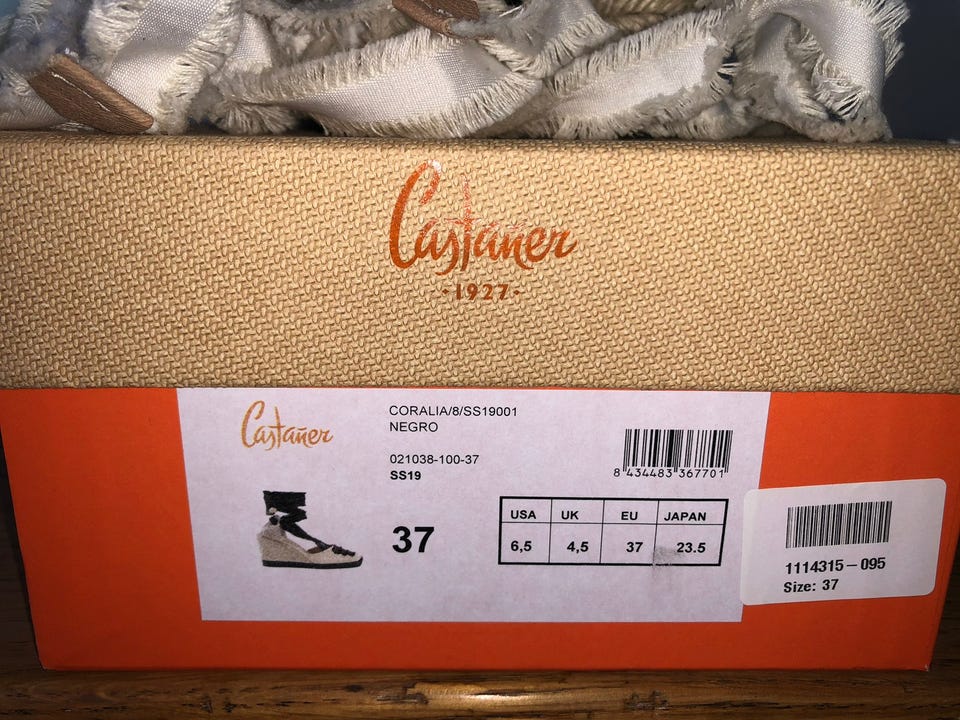 Castañer
·1927·
Castañer
CORALIA/8/SS19001
NEGRO
021038-100-37
SS19
8 434483 367701
37
USA UK EU JAPAN
6,5 4,5 37 23.5
1114315-095
Size: 37